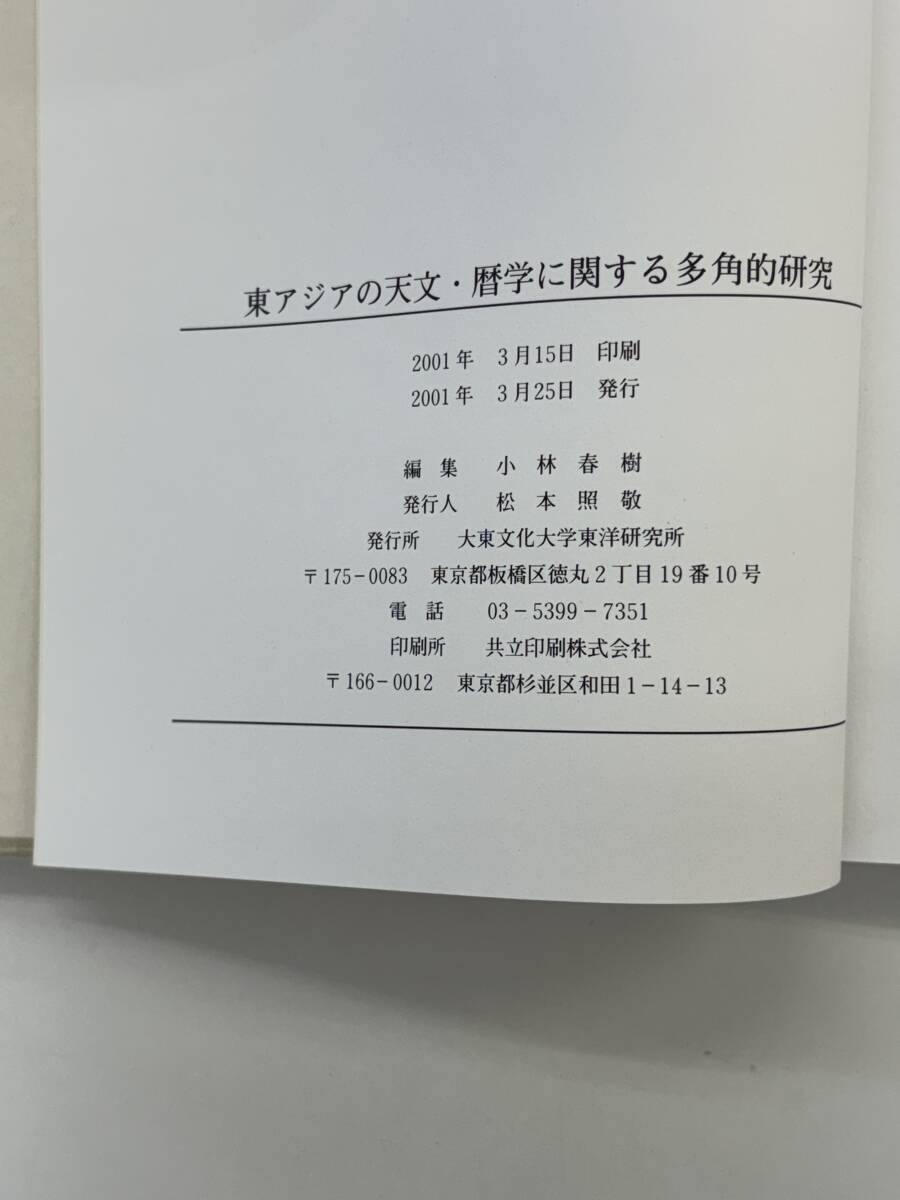 東アジアの天文・暦学に関する多角的研究
2001年 3月15日 印刷
2001年 3月25日 発行
編集 小林春樹
発行人 松本照敬
発行所 大東文化大学東洋研究所
〒175-0083 東京都板橋区徳丸2丁目19番10号
電話 03-5399-7351
印刷所 共立印刷株式会社
〒166-0012 東京都杉並区和田1-14-13